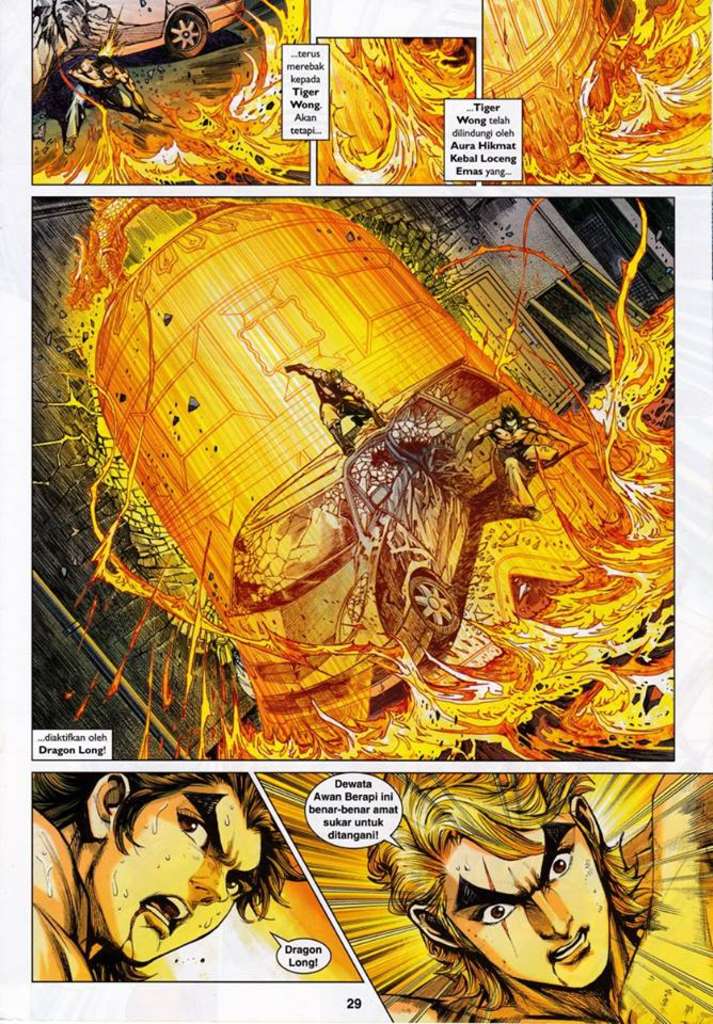 ...terus
merebak
kepada
Tiger
Wong.
Akan
tetapi...
...Tiger
Wong telah
dilindungi oleh
Aura Hikmat
Kebal Loceng
Emas yang...
...diaktifkan oleh
Dragon Long!
Dewata
Awan Berapi ini
benar-benar amat
sukar untuk
ditangani!
Dragon
Long!
29